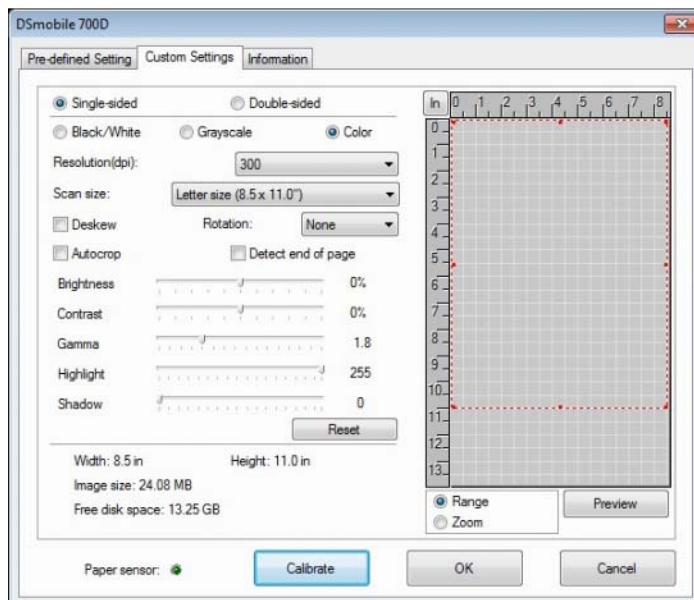 DSmobile 700D
Pre-defined Setting Custom Settings Information
Single-sided Double-sided
Black/White Grayscale Color
Resolution(dpi): 300
Scan size: Letter size (8.5 x 11.0")
Deskew Rotation: None
Autocrop Detect end of page
Brightness 0%
Contrast 0%
Gamma 1.8
Highlight 255
Shadow 0
Reset
Width: 8.5 in Height: 11.0 in
Image size: 24.08 MB
Free disk space: 13.25 GB
In 0 1 2 3 4 5 6 7 8
0
1
2
3
4
5
6
7
8
9
10
11
12
13
Range
Zoom
Preview
Paper sensor: Calibrate OK Cancel